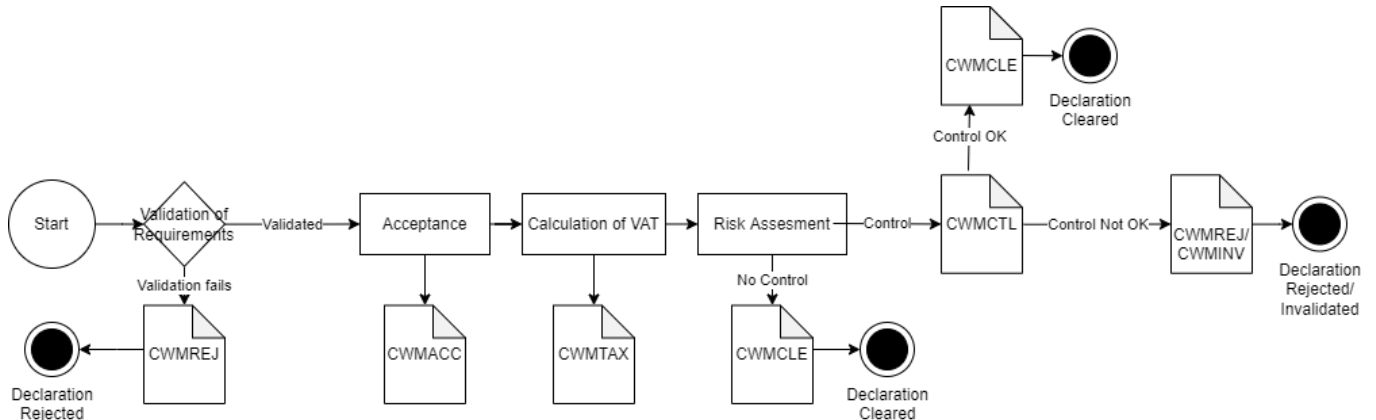 CWMCLE
Declaration
Cleared
Control OK
Start
Validation of
Requirements
Validated
Acceptance
Calculation of VAT
Risk Assesment
Control
CWMCTL
Control Not OK
CWMREJ/
CWMINV
Declaration
Rejected/
Invalidated
Validation fails
No Control
CWMREJ
CWMACC
CWMTAX
CWMCLE
Declaration
Rejected
Declaration
Cleared